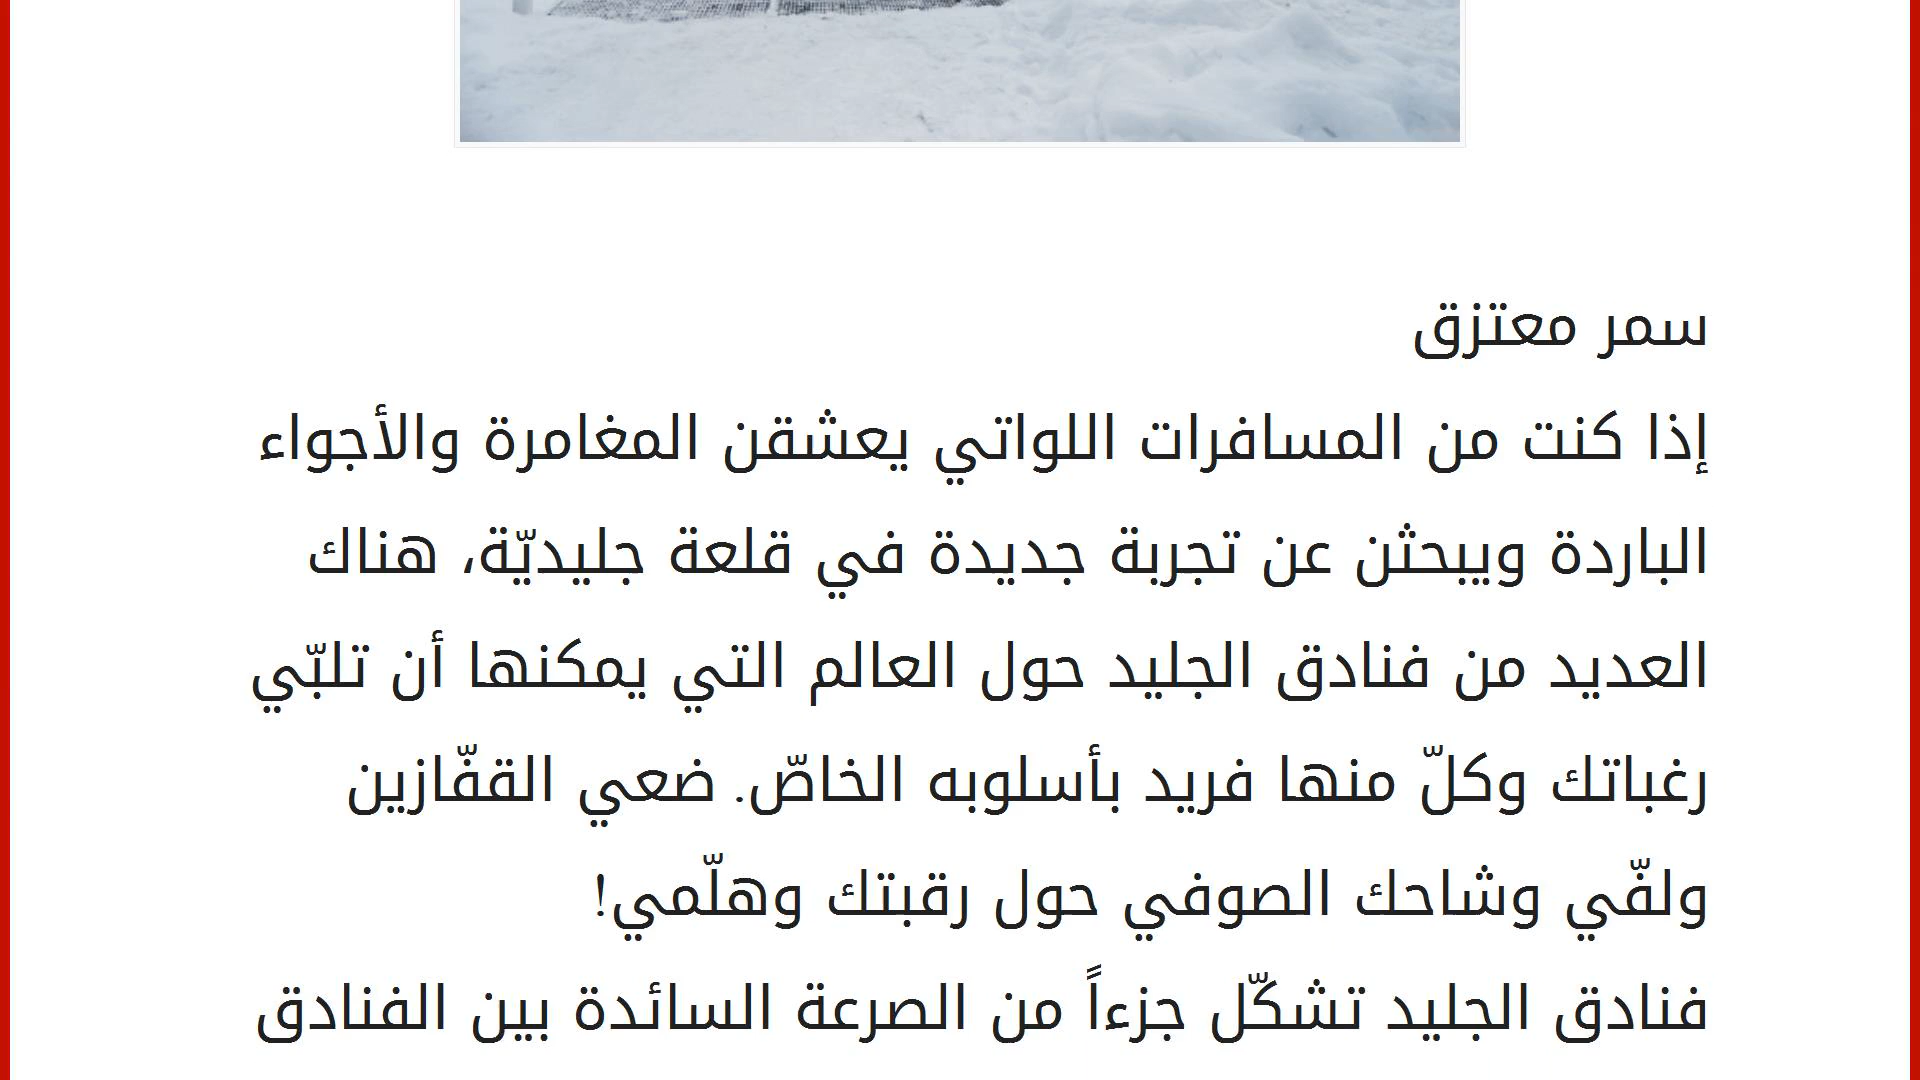 سمر معتزق
إذا كنت من المسافرات اللواتي يعشقن المغامرة والأجواء
الباردة ويبحثن عن تجربة جديدة في قلعة جليديّة، هناك
العديد من فنادق الجليد حول العالم التي يمكنها أن تلبّي
رغباتك وكلّ منها فريد بأسلوبه الخاصّ. ضعي القفّازين
ولفّي وشاحك الصوفي حول رقبتك وهلّمي!
فنادق الجليد تشكّل جزءاً من الصرعة السائدة بين الفنادق